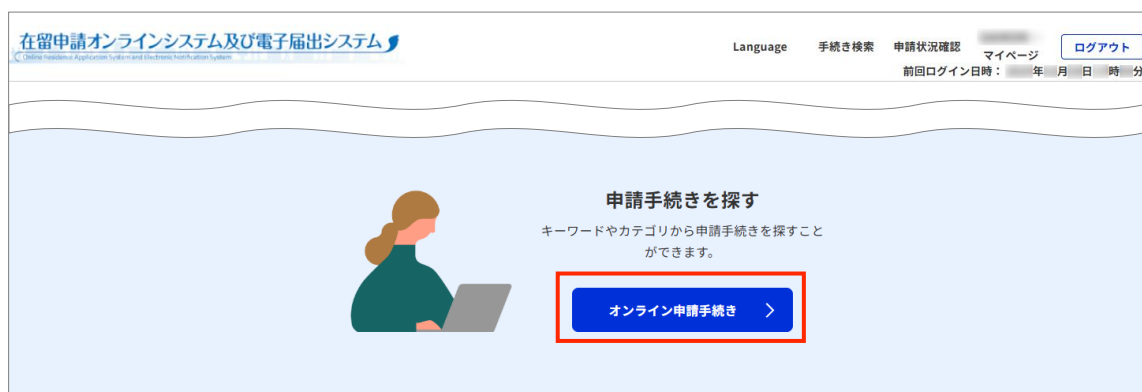 在留申請オンラインシステム及び電子届出システム
Online Residence Application System and Electronic Notification System
Language 手続き検索 申請状況確認 マイページ ログアウト
前回ログイン日時： 年 月 日 時 分
申請手続きを探す
キーワードやカテゴリから申請手続きを探すこと
ができます。
オンライン申請手続き